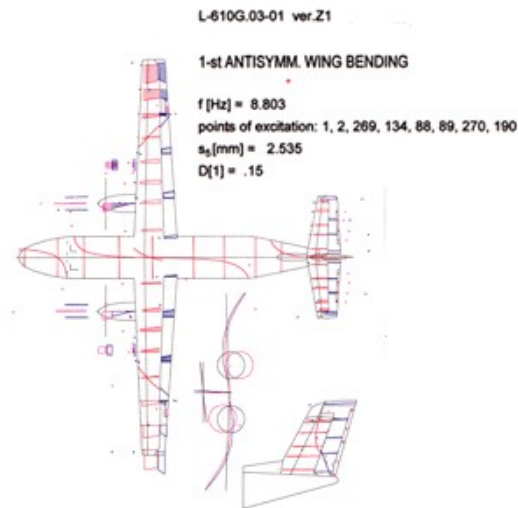 L-610G.03-01 ver.Z1
1-st ANTISYMM. WING BENDING
f [Hz] = 8.803
points of excitation: 1, 2, 269, 134, 88, 89, 270, 190
s₅[mm] = 2.535
D[1] = .15